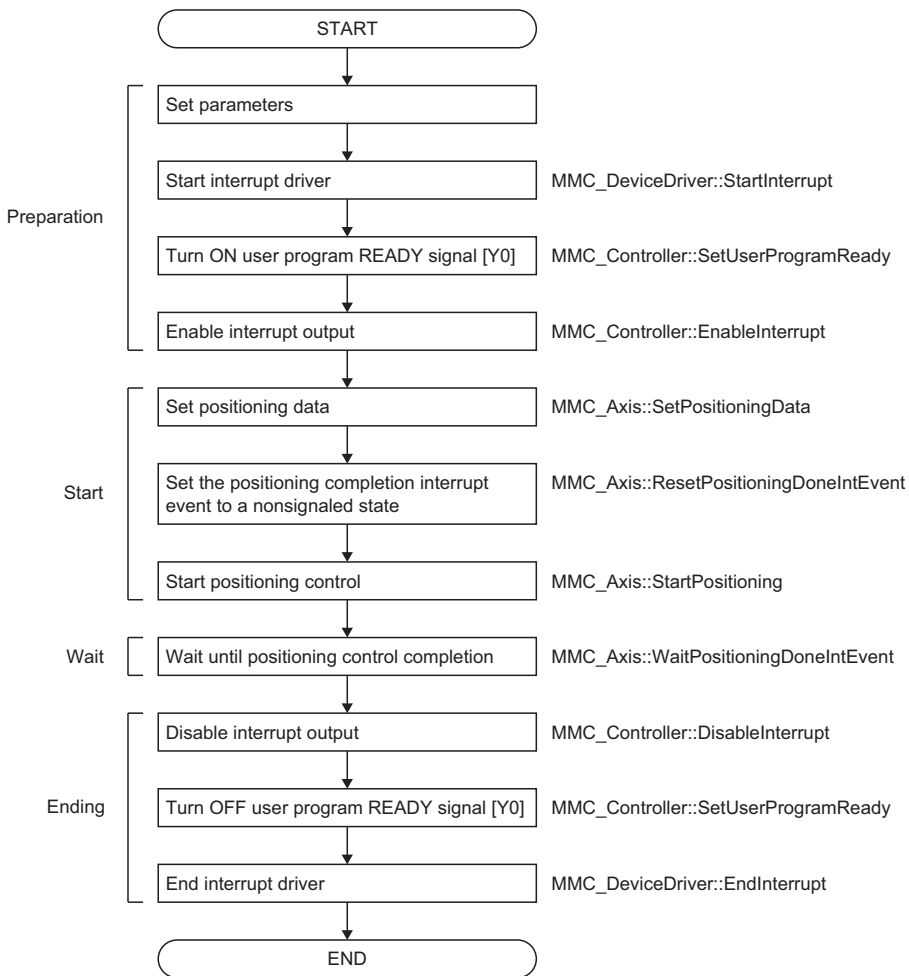 START
Set parameters
Start interrupt driver
MMC_DeviceDriver::StartInterrupt
Preparation
Turn ON user program READY signal [Y0]
MMC_Controller::SetUserProgramReady
Enable interrupt output
MMC_Controller::EnableInterrupt
Set positioning data
MMC_Axis::SetPositioningData
Start
Set the positioning completion interrupt
event to a nonsignaled state
MMC_Axis::ResetPositioningDoneIntEvent
Start positioning control
MMC_Axis::StartPositioning
Wait
Wait until positioning control completion
MMC_Axis::WaitPositioningDoneIntEvent
Disable interrupt output
MMC_Controller::DisableInterrupt
Ending
Turn OFF user program READY signal [Y0]
MMC_Controller::SetUserProgramReady
End interrupt driver
MMC_DeviceDriver::EndInterrupt
END